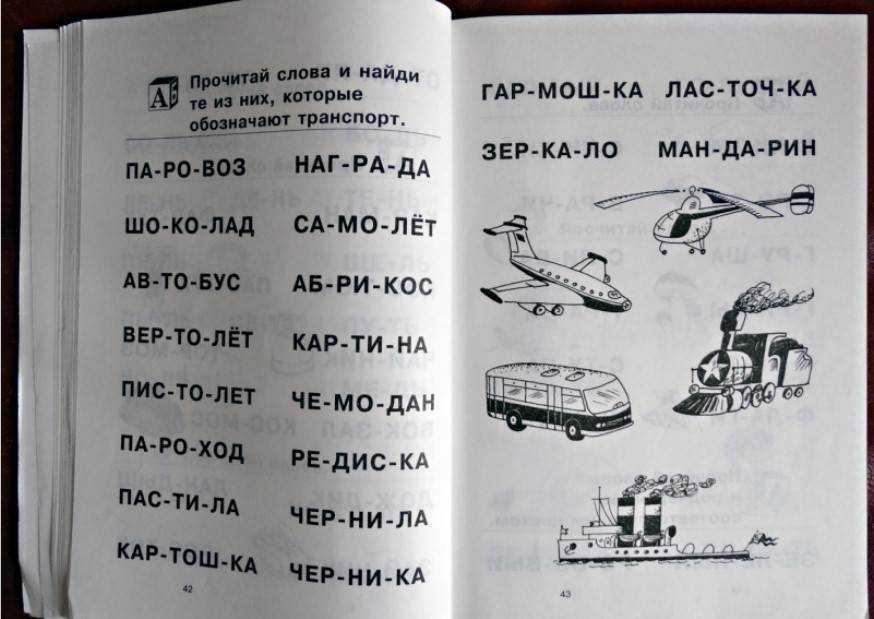 А
Прочитай слова и найди
те из них, которые
обозначают транспорт.
ПА-РО-ВОЗ НАГ-РА-ДА
ШО-КО-ЛАД СА-МО-ЛЁТ
АВ-ТО-БУС АБ-РИ-КОС
ВЕР-ТО-ЛЁТ КАР-ТИ-НА
ПИС-ТО-ЛЕТ ЧЕ-МО-ДАН
ПА-РО-ХОД РЕ-ДИС-КА
ПАС-ТИ-ЛА ЧЕР-НИ-ЛА
КАР-ТОШ-КА ЧЕР-НИ-КА
42
ГАР-МОШ-КА ЛАС-ТОЧ-КА
ЗЕР-КА-ЛО МАН-ДА-РИН
43